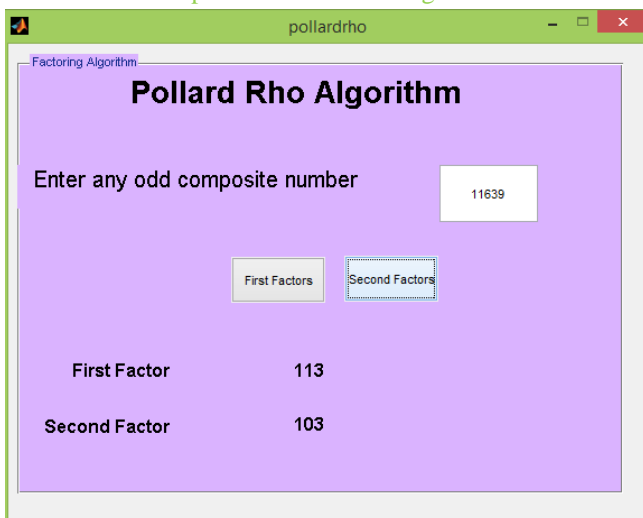 pollardrho
Factoring Algorithm
Pollard Rho Algorithm
Enter any odd composite number
11639
First Factors
Second Factors
First Factor 113
Second Factor 103